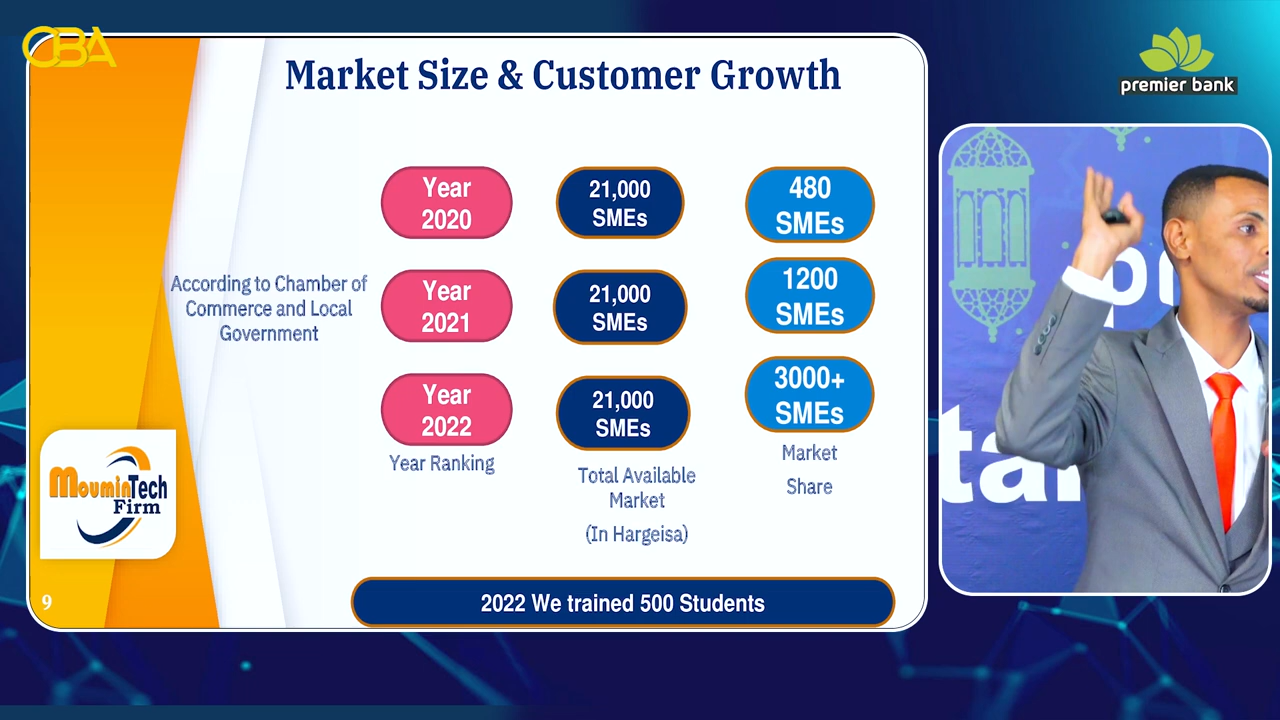 CBA
Market Size & Customer Growth
premier bank
Year
2020
21,000
SMEs
480
SMEs
According to Chamber of
Commerce and Local
Government
Year
2021
21,000
SMEs
1200
SMEs
Year
2022
21,000
SMEs
3000+
SMEs
Year Ranking
Total Available
Market
(In Hargeisa)
Market
Share
MouminTech
Firm
9
2022 We trained 500 Students